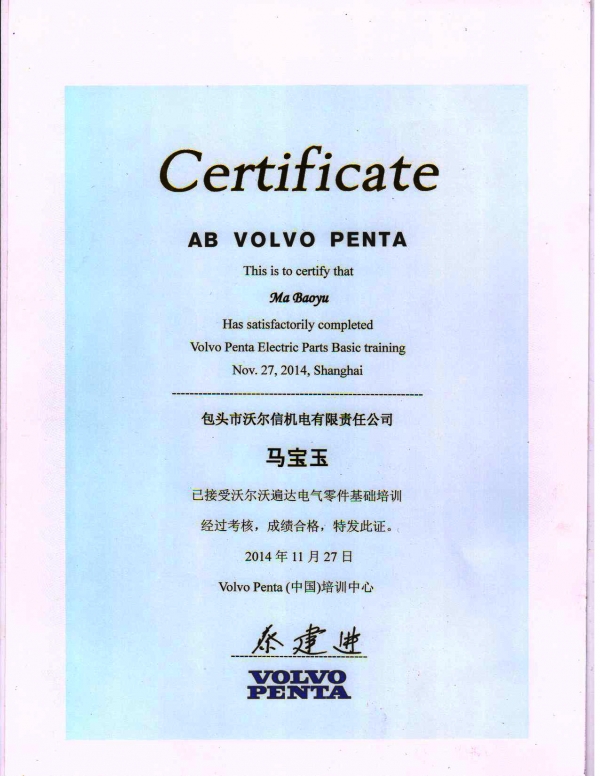 Certificate
AB VOLVO PENTA
This is to certify that
Ma Baoyu
Has satisfactorily completed
Volvo Penta Electric Parts Basic training
Nov. 27, 2014, Shanghai
包头市沃尔信机电有限责任公司
马宝玉
已接受沃尔沃遍达电气零件基础培训
经过考核，成绩合格，特发此证。
2014 年 11 月 27 日
Volvo Penta (中国)培训中心
VOLVO
PENTA